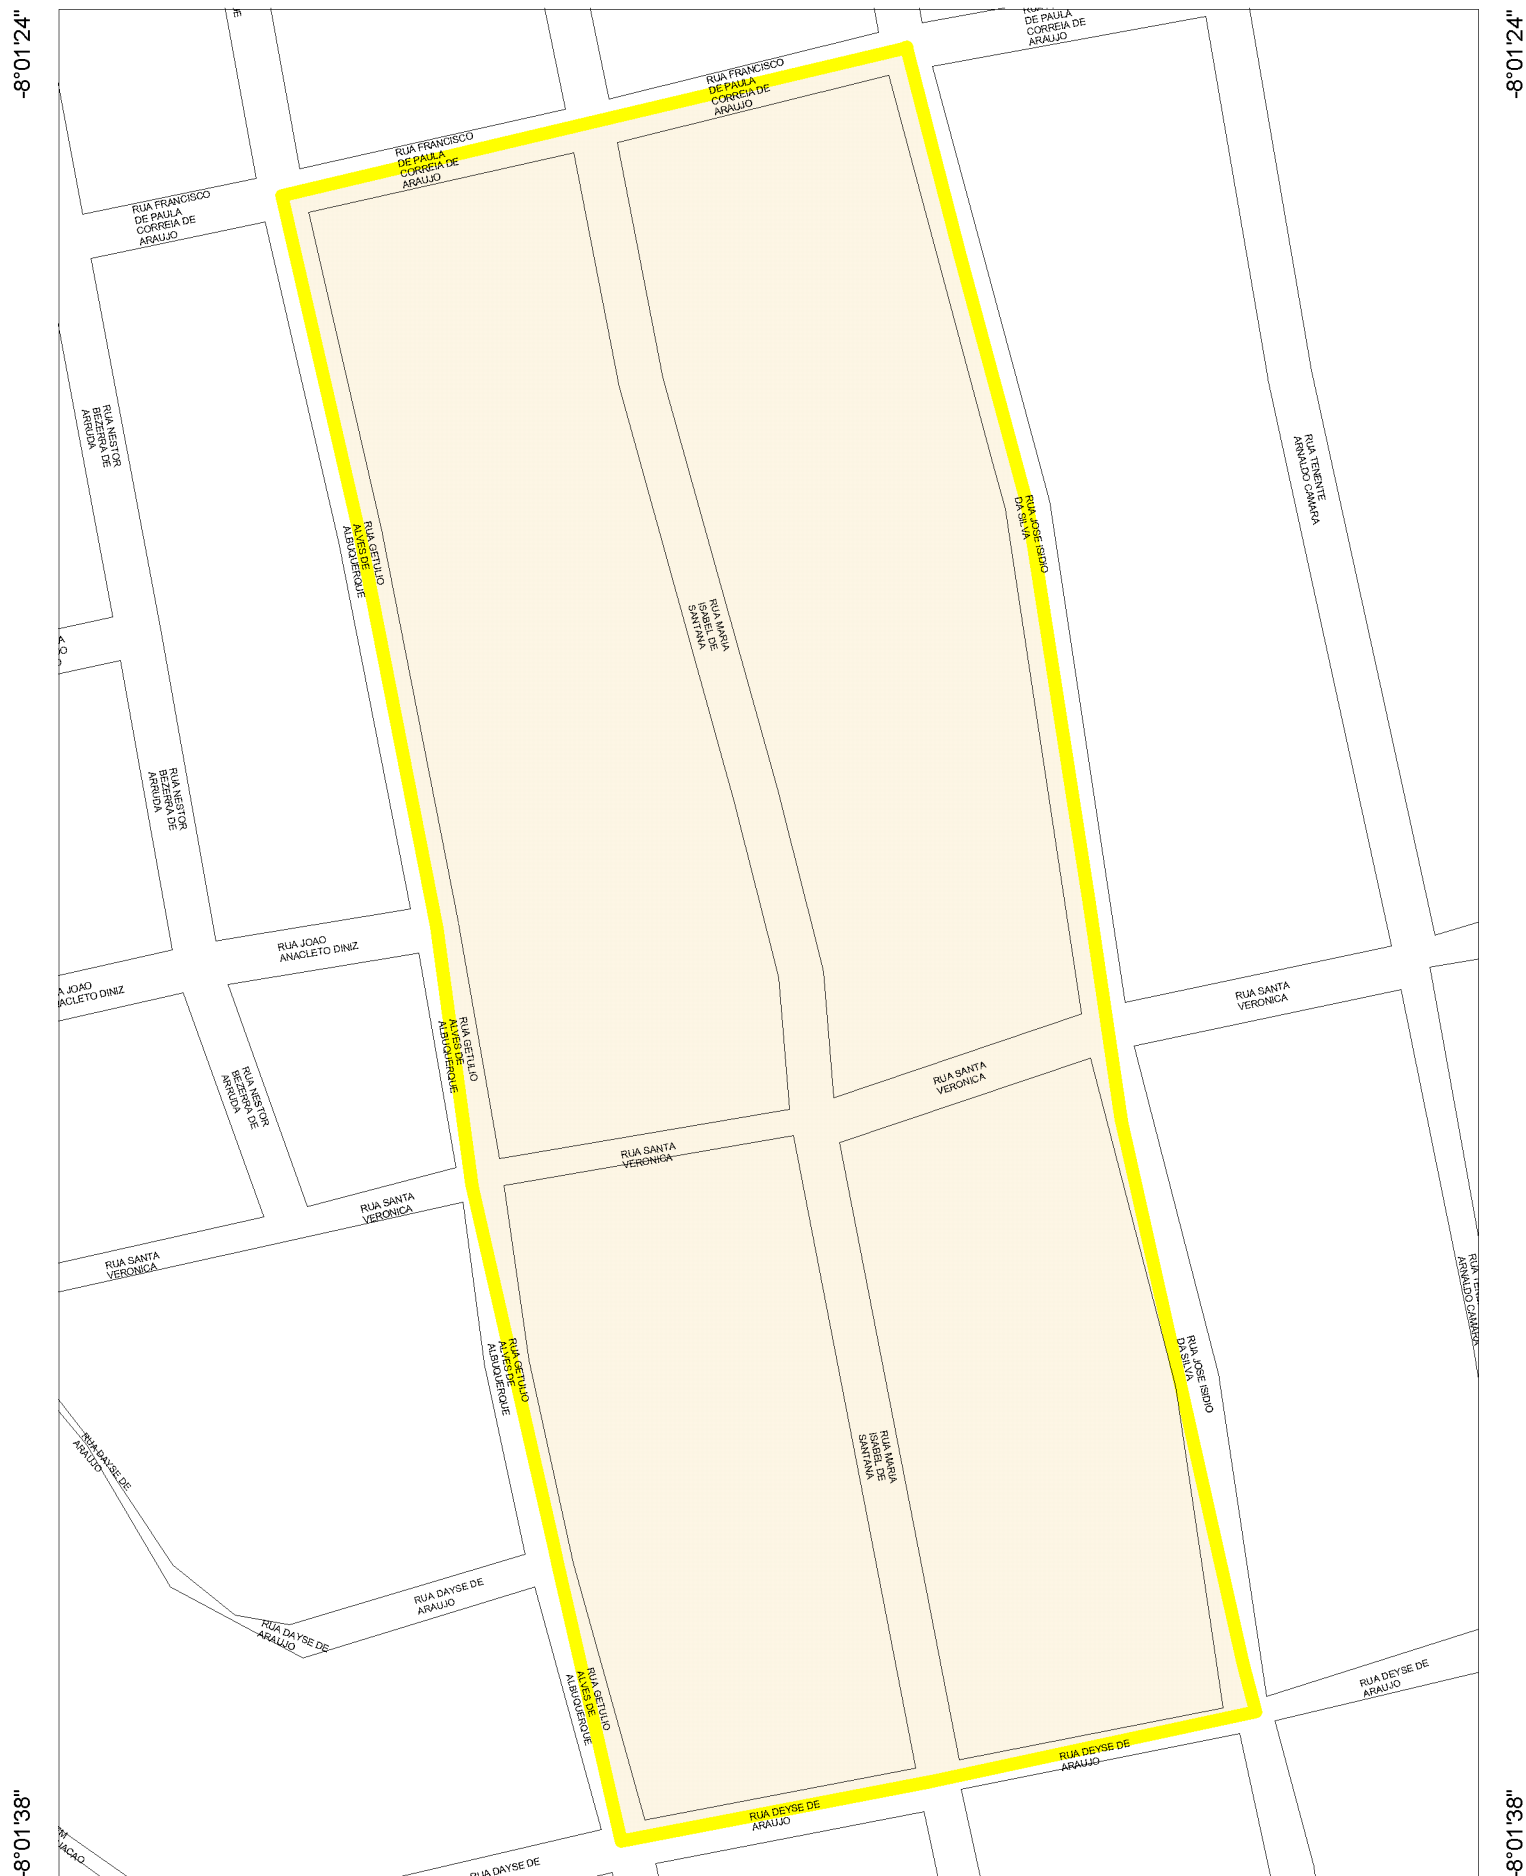 -8°01'24"
-8°01'24"
DE PAULA
CORREIA DE
ARAUJO
RUA FRANCISCO
DE PAULA
CORREIA DE
ARAUJO
RUA FRANCISCO
DE PAULA
CORREIA DE
ARAUJO
RUA FRANCISCO
DE PAULA
CORREIA DE
ARAUJO
RUA NESTOR
BEZERRA DE
ARRUDA
RUA TENENTE
ARNALDO CAMARA
RUA JOSE ISIDIO
DA SILVA
RUA GETULIO
ALVES DE
ALBUQUERQUE
RUA MARIA
ISABEL DE
SANTANA
RUA NESTOR
BEZERRA DE
ARRUDA
RUA JOAO
ANACLETO DINIZ
A JOAO
ACLETO DINIZ
RUA SANTA
VERONICA
RUA GETULIO
ALVES DE
ALBUQUERQUE
RUA NESTOR
BEZERRA DE
ARRUDA
RUA SANTA
VERONICA
RUA SANTA
VERONICA
RUA SANTA
VERONICA
RUA SANTA
VERONICA
ARNALDO CAMARA
RUA GETULIO
ALVES DE
ALBUQUERQUE
RUA JOSE ISIDIO
DA SILVA
RUA DAYSE DE
ARAUJO
RUA MARIA
ISABEL DE
SANTANA
RUA DAYSE DE
ARAUJO
RUA DAYSE DE
ARAUJO
RUA GETULIO
ALVES DE
ALBUQUERQUE
RUA DEYSE DE
ARAUJO
RUA DEYSE DE
ARAUJO
RUA DEYSE DE
ARAUJO
RUA DAYSE DE
-8°01'38"
-8°01'38"